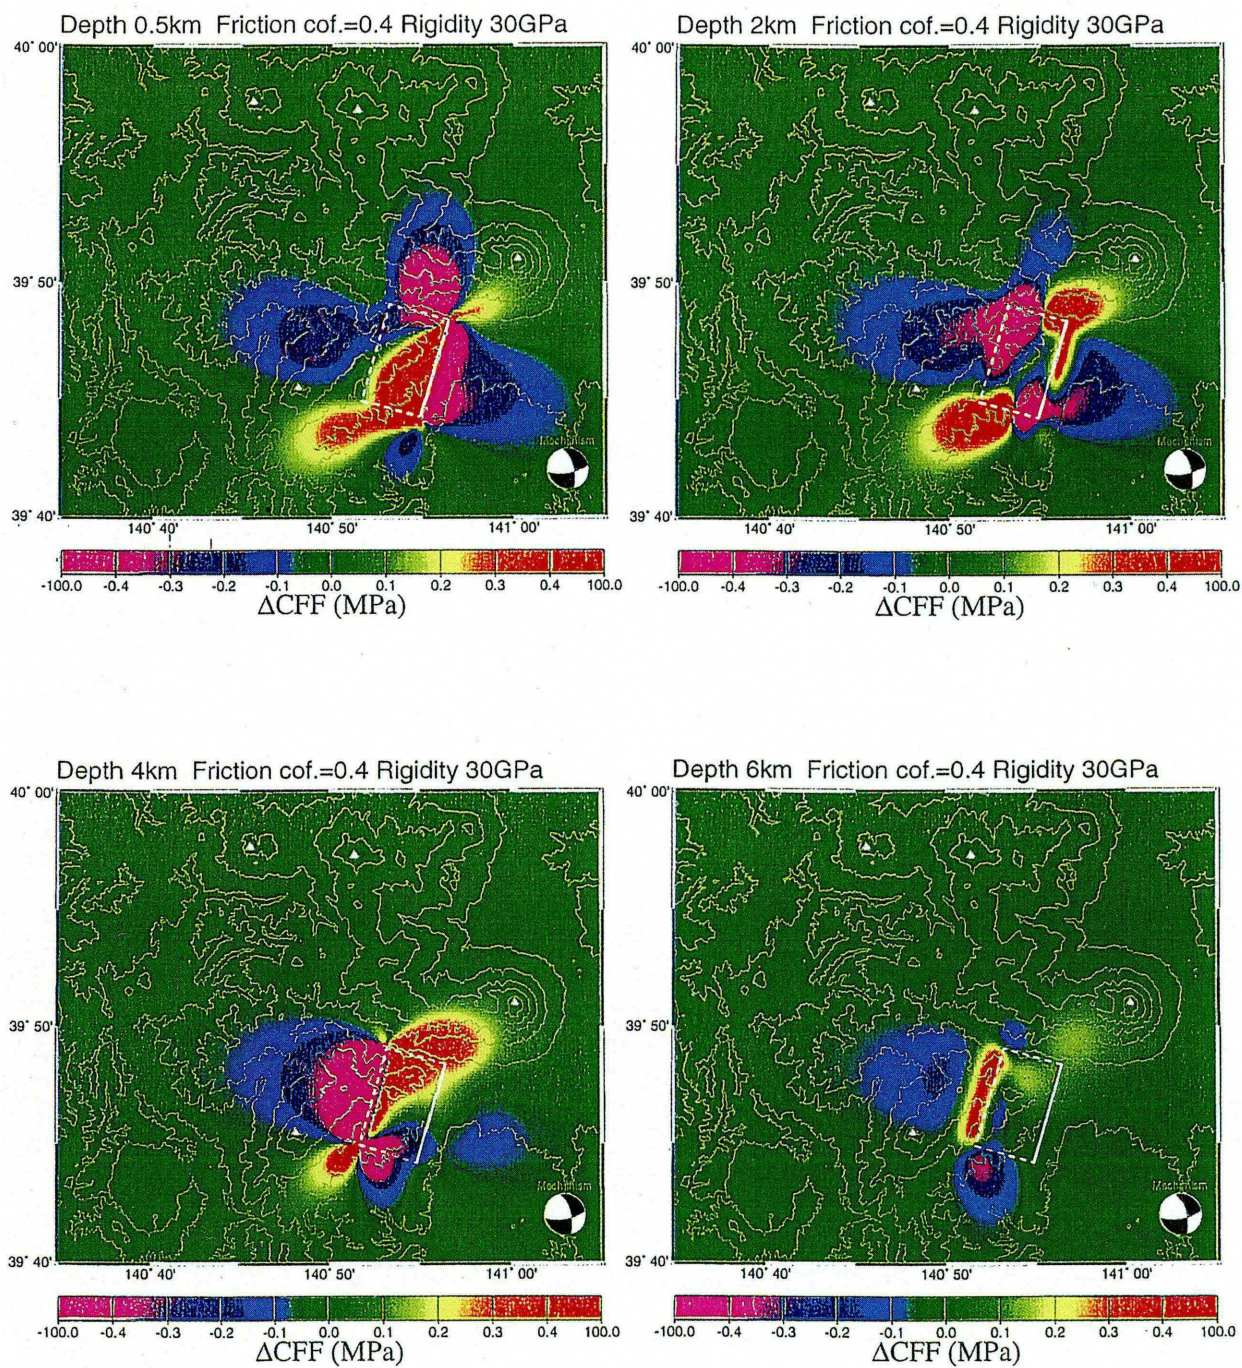 Depth 0.5km Friction cof.=0.4 Rigidity 30GPa
40° 00'
39° 50'
39° 40'
Mechanism
140° 40' 140° 50' 141° 00'
-100.0 -0.4 -0.3 -0.2 -0.1 0.0 0.1 0.2 0.3 0.4 100.0
ΔCFF (MPa)
Depth 2km Friction cof.=0.4 Rigidity 30GPa
40° 00'
39° 50'
39° 40'
Mechanism
140° 40' 140° 50' 141° 00'
-100.0 -0.4 -0.3 -0.2 -0.1 0.0 0.1 0.2 0.3 0.4 100.0
ΔCFF (MPa)
Depth 4km Friction cof.=0.4 Rigidity 30GPa
40° 00'
39° 50'
39° 40'
Mechanism
140° 40' 140° 50' 141° 00'
-100.0 -0.4 -0.3 -0.2 -0.1 0.0 0.1 0.2 0.3 0.4 100.0
ΔCFF (MPa)
Depth 6km Friction cof.=0.4 Rigidity 30GPa
40° 00'
39° 50'
39° 40'
Mechanism
140° 40' 140° 50' 141° 00'
-100.0 -0.4 -0.3 -0.2 -0.1 0.0 0.1 0.2 0.3 0.4 100.0
ΔCFF (MPa)